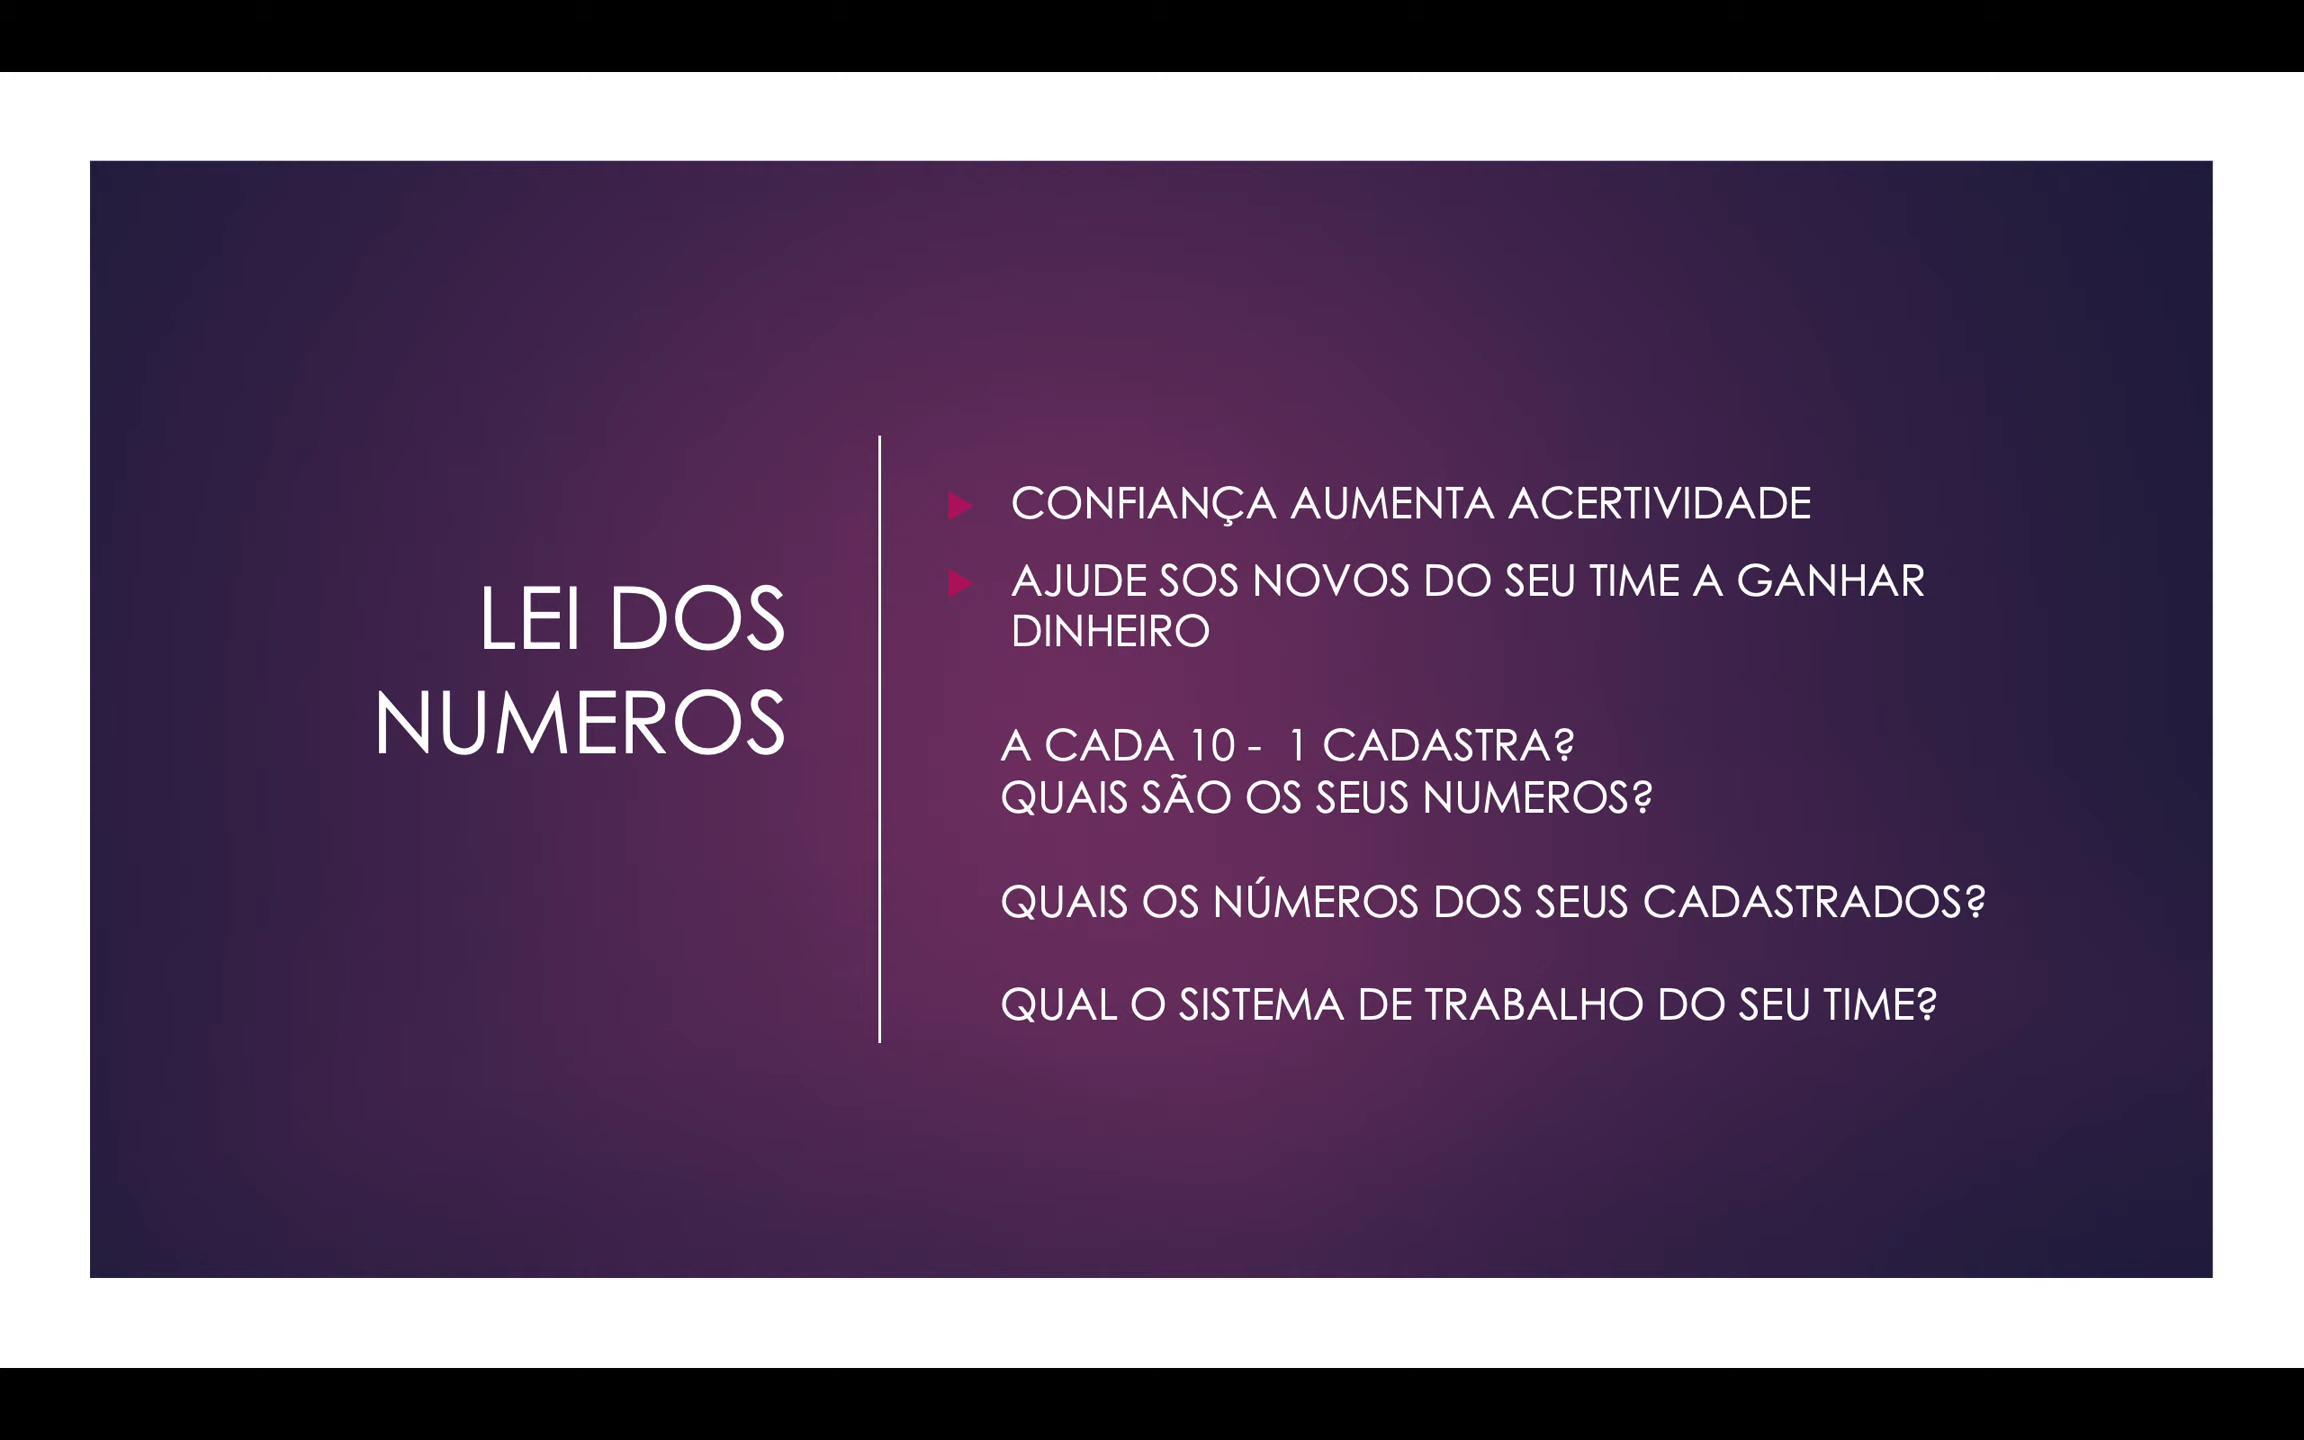 LEI DOS
NUMEROS
CONFIANÇA AUMENTA ACERTIVIDADE
AJUDE SOS NOVOS DO SEU TIME A GANHAR
DINHEIRO
A CADA 10 -  1 CADASTRA?
QUAIS SÃO OS SEUS NUMEROS?
QUAIS OS NÚMEROS DOS SEUS CADASTRADOS?
QUAL O SISTEMA DE TRABALHO DO SEU TIME?